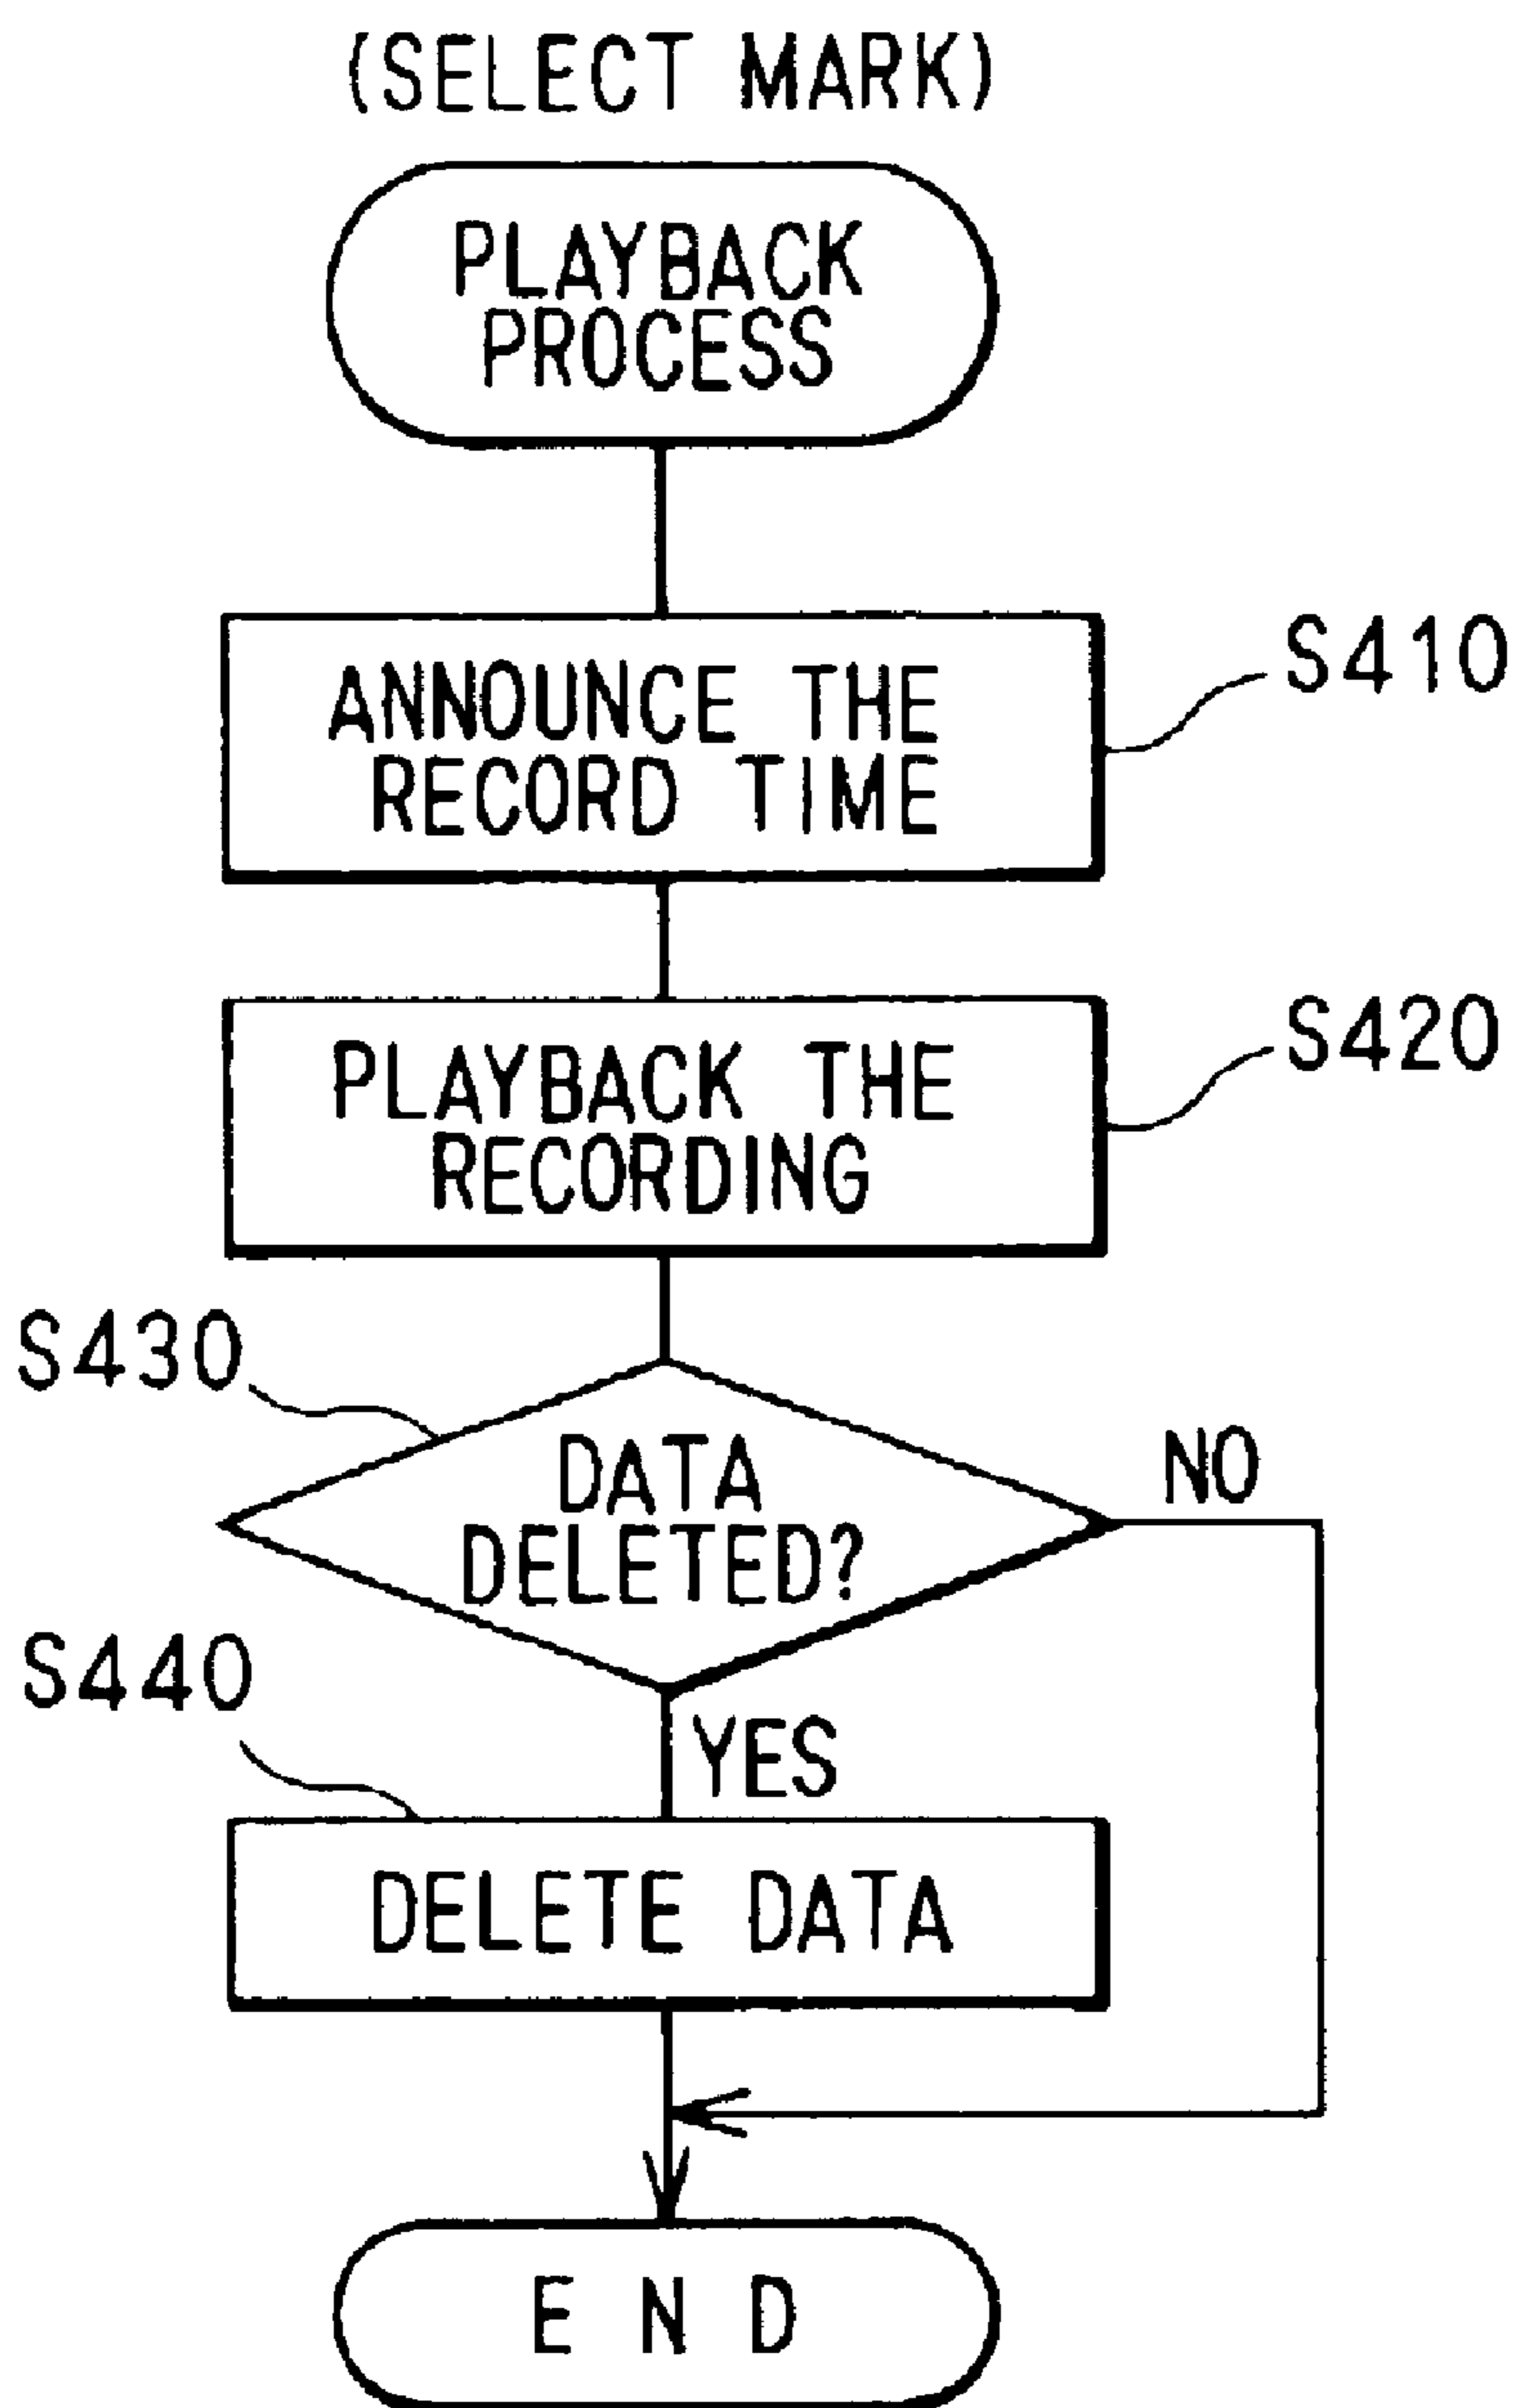 (SELECT MARK)
PLAYBACK
PROCESS
ANNOUNCE THE
RECORD TIME
S410
PLAYBACK THE
RECORDING
S420
S430
DATA
DELETED?
NO
S440
YES
DELETE DATA
END